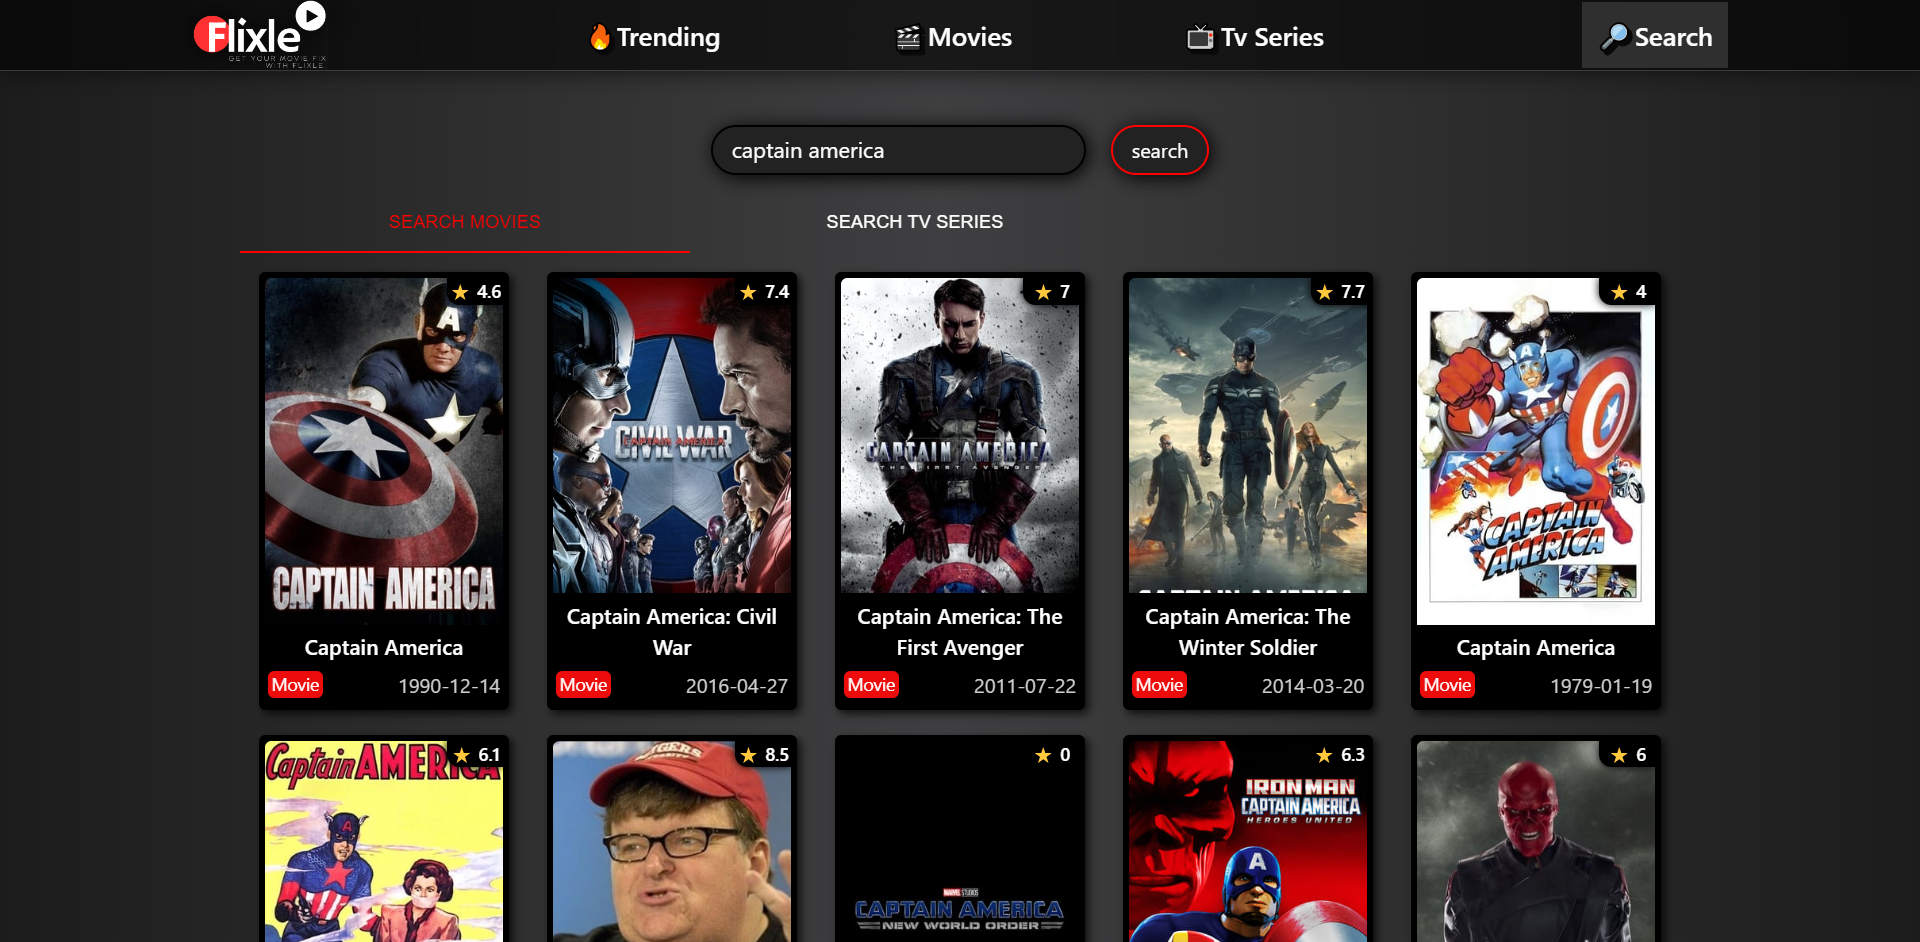 Flixle
GET YOUR MOVIE FIX
WITH FLIXLE
Trending
Movies
Tv Series
Search
captain america
search
SEARCH MOVIES
SEARCH TV SERIES
4.6
CAPTAIN AMERICA
Captain America
Movie
1990-12-14
7.4
CAPTAIN AMERICA
CIVIL WAR
Captain America: Civil
War
Movie
2016-04-27
7
CAPTAIN AMERICA
THE FIRST AVENGER
Captain America: The
First Avenger
Movie
2011-07-22
7.7
CAPTAIN AMERICA
Captain America: The
Winter Soldier
Movie
2014-03-20
4
CAPTAIN
AMERICA
Captain America
Movie
1979-01-19
6.1
Captain AMERICA
8.5
0
MARVEL STUDIOS
CAPTAIN AMERICA
NEW WORLD ORDER
6.3
IRON MAN
CAPTAIN AMERICA
HEROES UNITED
6